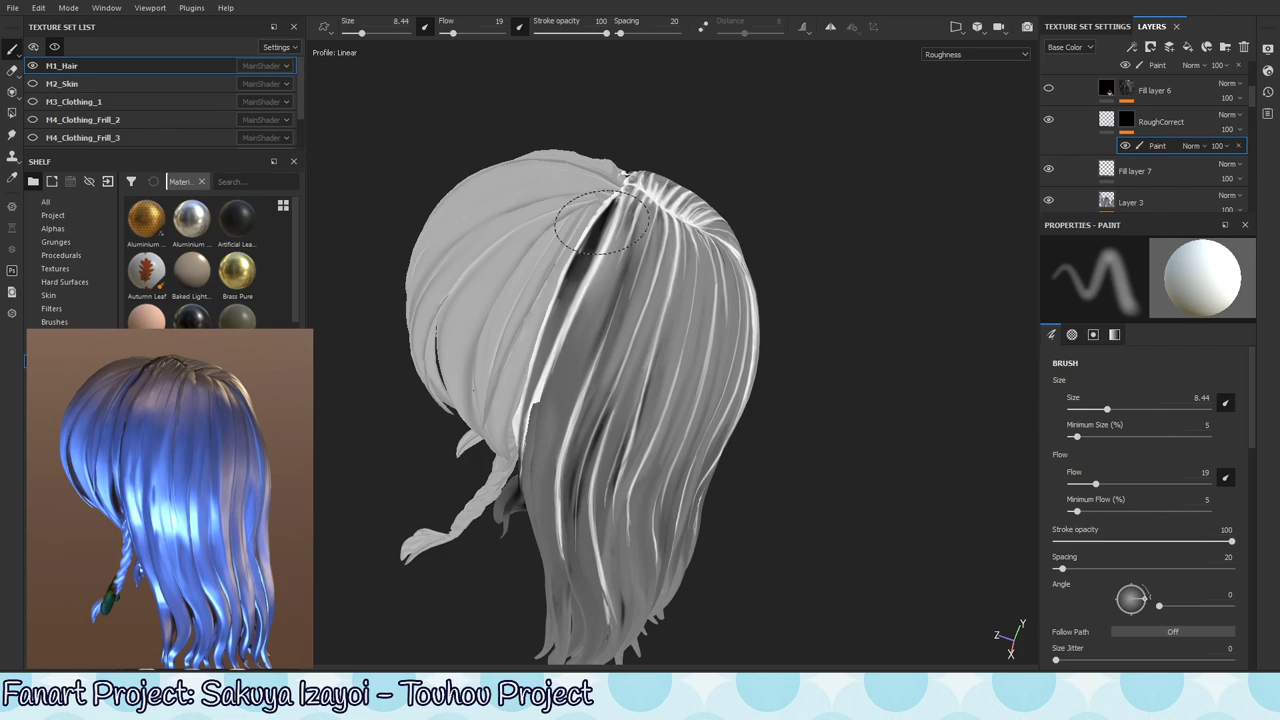 File Edit Mode Window Viewport Plugins Help
TEXTURE SET LIST
Settings
M1_Hair MainShader
M2_Skin MainShader
M3_Clothing_1 MainShader
M4_Clothing_Frill_2 MainShader
M4_Clothing_Frill_3 MainShader
SHELF
Materi... Search...
All
Project
Alphas
Grunges
Procedurals
Textures
Hard Surfaces
Skin
Filters
Brushes
Aluminium ... Aluminium ... Artificial Lea...
Autumn Leaf Baked Light... Brass Pure
Ps
Size 8.44 Flow 19 Stroke opacity 100 Spacing 20 Distance 8
Profile: Linear
Roughness
Y
Z
X
TEXTURE SET SETTINGS LAYERS
Base Color
Paint Norm 100
Fill layer 6 Norm 100
RoughCorrect Norm 100
Paint Norm 100
Fill layer 7 Norm 100
Layer 3 Norm 100
PROPERTIES - PAINT
BRUSH
Size
Size 8.44
Minimum Size (%) 5
Flow
Flow 19
Minimum Flow (%) 5
Stroke opacity 100
Spacing 20
Angle 0
Follow Path Off
Size Jitter 0
Fanart Project: Sakuya Izayoi - Touhou Project